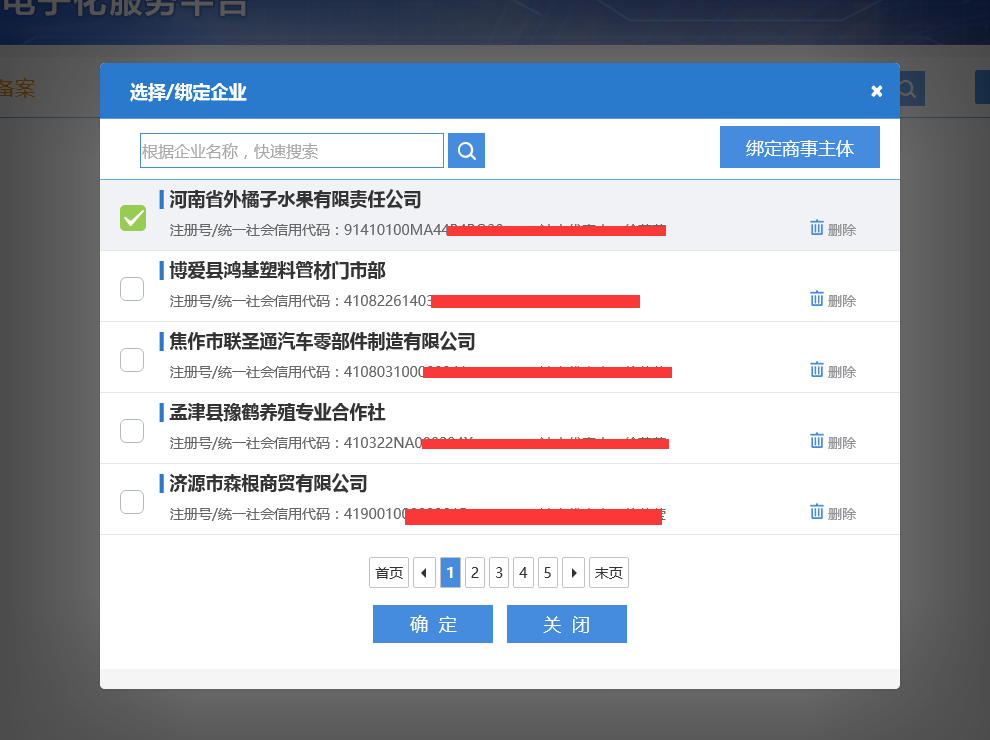 电子化服务平台
备案
选择/绑定企业
根据企业名称，快速搜索
绑定商事主体
河南省外橘子水果有限责任公司
注册号/统一社会信用代码：91410100MA44
删除
博爱县鸿基塑料管材门市部
注册号/统一社会信用代码：41082261403
删除
焦作市联圣通汽车零部件制造有限公司
注册号/统一社会信用代码：4108031000
删除
孟津县豫鹤养殖专业合作社
注册号/统一社会信用代码：410322NA0
删除
济源市森根商贸有限公司
注册号/统一社会信用代码：41900100
删除
首页 1 2 3 4 5 末页
确 定 关 闭